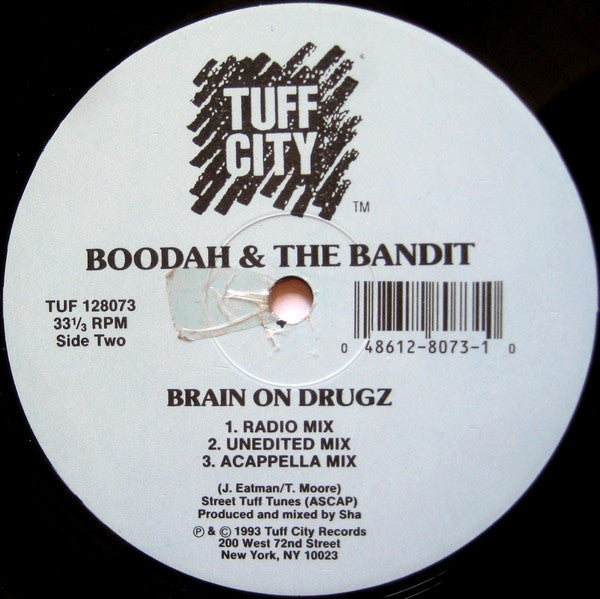 TUFF
CITY
TM
BOODAH & THE BANDIT
TUF 128073
33⅓ RPM
Side Two
0 48612-8073-1 0
BRAIN ON DRUGZ
1. RADIO MIX
2. UNEDITED MIX
3. ACAPPELLA MIX
(J. Eatman/T. Moore)
Street Tuff Tunes (ASCAP)
Produced and mixed by Sha
℗ & © 1993 Tuff City Records
200 West 72nd Street
New York, NY 10023